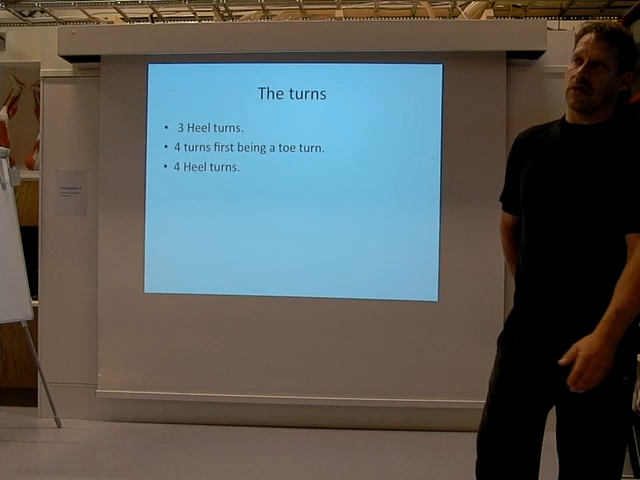 The turns
• 3 Heel turns.
• 4 turns first being a toe turn.
• 4 Heel turns.